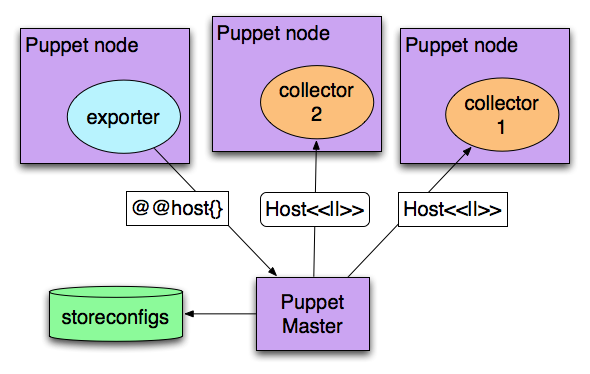 Puppet node
exporter
Puppet node
collector
2
Puppet node
collector
1
@@host{}
Host<<||>>
Host<<||>>
storeconfigs
Puppet
Master